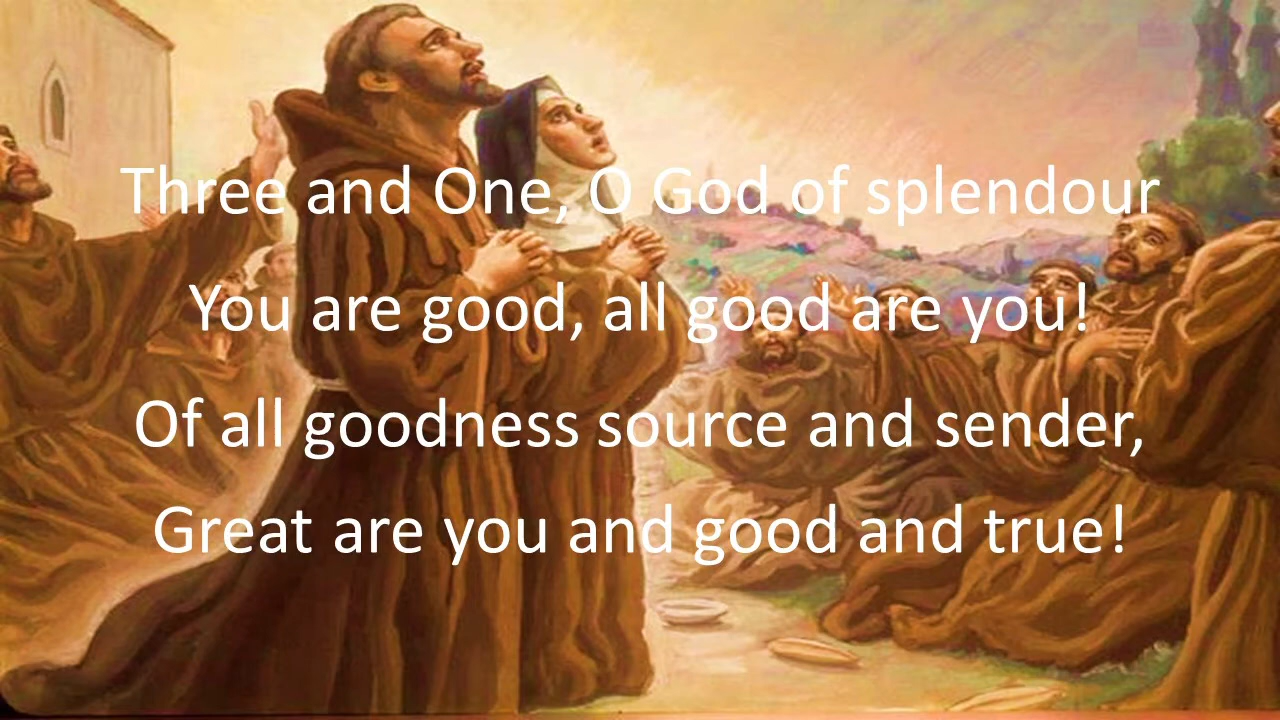 Three and One, O God of splendour
You are good, all good are you!
Of all goodness source and sender,
Great are you and good and true!